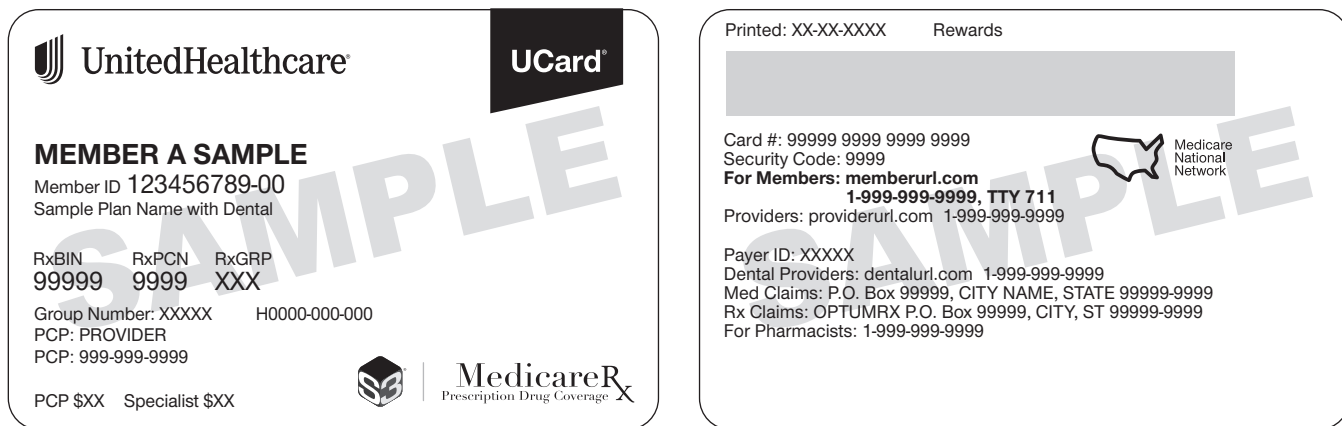 UnitedHealthcare®
UCard®
MEMBER A SAMPLE
Member ID 123456789-00
Sample Plan Name with Dental
RxBIN RxPCN RxGRP
99999 9999 XXX
Group Number: XXXXX H0000-000-000
PCP: PROVIDER
PCP: 999-999-9999
PCP $XX Specialist $XX
S3
MedicareRx
Prescription Drug Coverage
SAMPLE
Printed: XX-XX-XXXX Rewards
Card #: 99999 9999 9999 9999
Security Code: 9999
For Members: memberurl.com
1-999-999-9999, TTY 711
Providers: providerurl.com 1-999-999-9999
Medicare
National
Network
Payer ID: XXXXX
Dental Providers: dentalurl.com 1-999-999-9999
Med Claims: P.O. Box 99999, CITY NAME, STATE 99999-9999
Rx Claims: OPTUMRX P.O. Box 99999, CITY, ST 99999-9999
For Pharmacists: 1-999-999-9999
SAMPLE